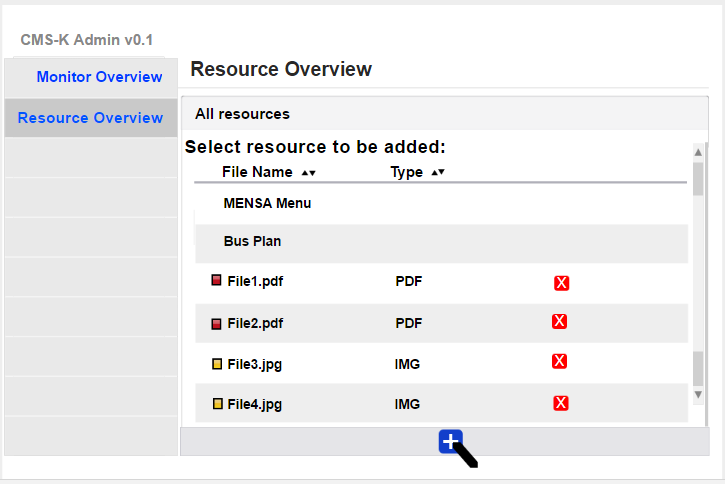 CMS-K Admin v0.1
Monitor Overview
Resource Overview
Resource Overview
All resources
Select resource to be added:
File Name ▲▼ Type ▲▼
MENSA Menu
Bus Plan
File1.pdf PDF X
File2.pdf PDF X
File3.jpg IMG X
File4.jpg IMG X